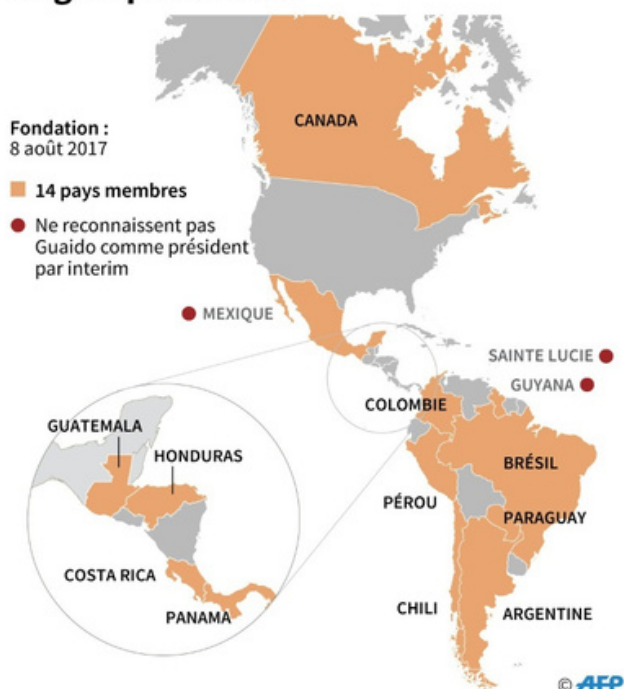 Fondation :
8 août 2017
14 pays membres
Ne reconnaissent pas
Guaido comme président
par interim
CANADA
MEXIQUE
SAINTE LUCIE
GUYANA
COLOMBIE
GUATEMALA
HONDURAS
BRÉSIL
PÉROU
PARAGUAY
COSTA RICA
PANAMA
CHILI
ARGENTINE
© AFP